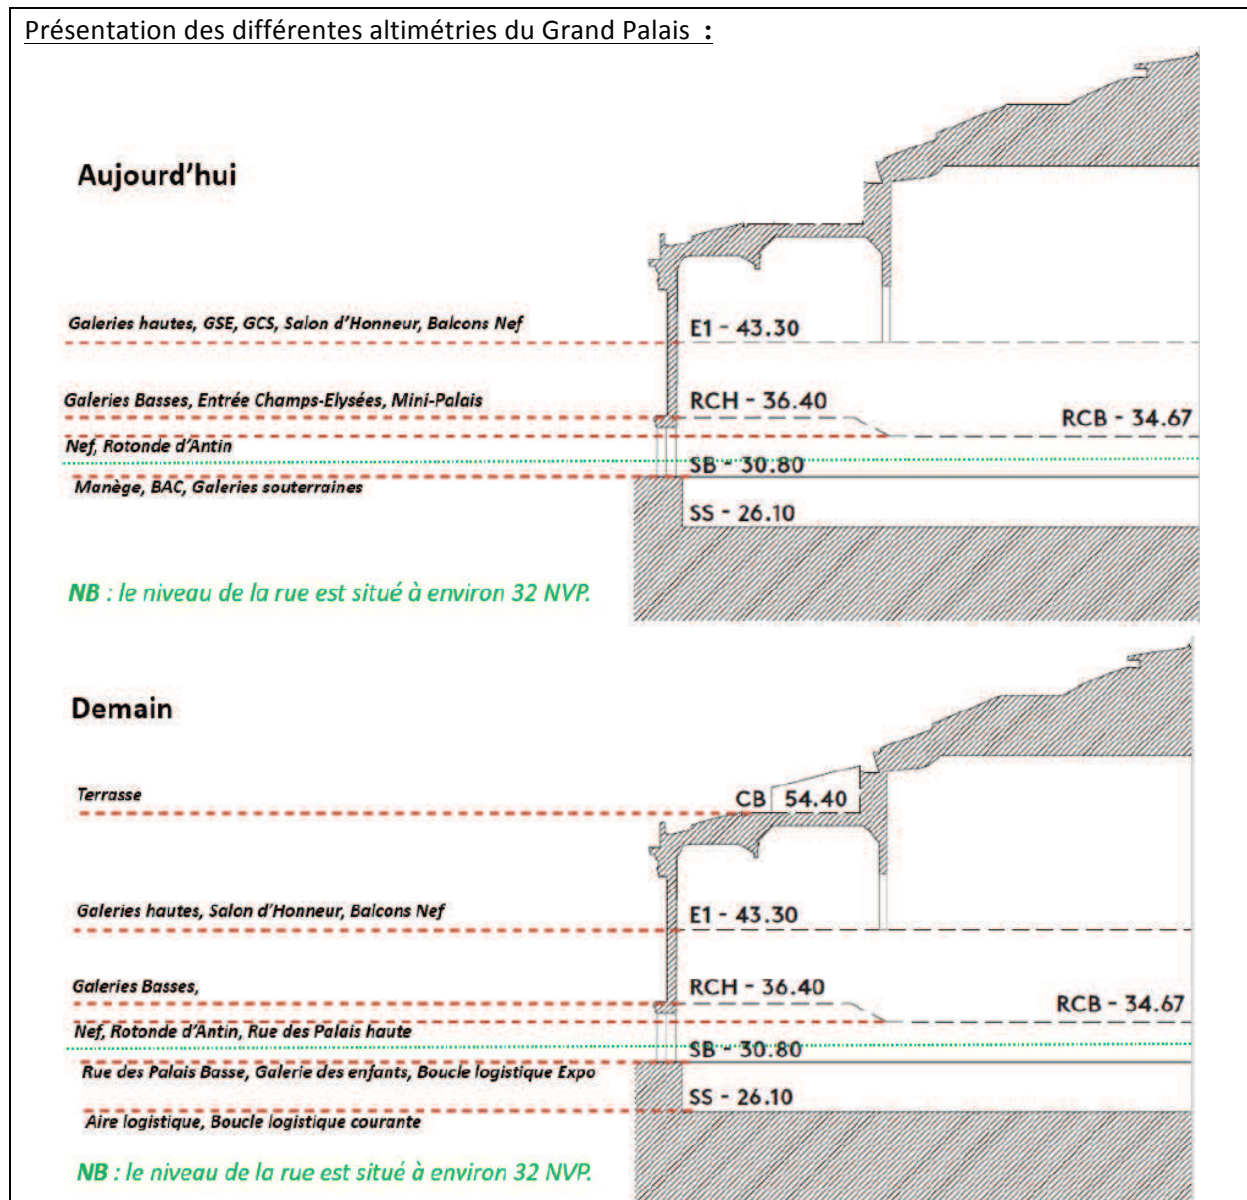 Présentation des différentes altimétries du Grand Palais :
Aujourd'hui
Galeries hautes, GSE, GCS, Salon d'Honneur, Balcons Nef
E1 - 43.30
Galeries Basses, Entrée Champs-Elysées, Mini-Palais
RCH - 36.40
RCB - 34.67
Nef, Rotonde d'Antin
SB - 30.80
Manège, BAC, Galeries souterraines
SS - 26.10
NB : le niveau de la rue est situé à environ 32 NVP.
Demain
Terrasse
CB 54.40
Galeries hautes, Salon d'Honneur, Balcons Nef
E1 - 43.30
Galeries Basses,
RCH - 36.40
RCB - 34.67
Nef, Rotonde d'Antin, Rue des Palais haute
SB - 30.80
Rue des Palais Basse, Galerie des enfants, Boucle logistique Expo
SS - 26.10
Aire logistique, Boucle logistique courante
NB : le niveau de la rue est situé à environ 32 NVP.